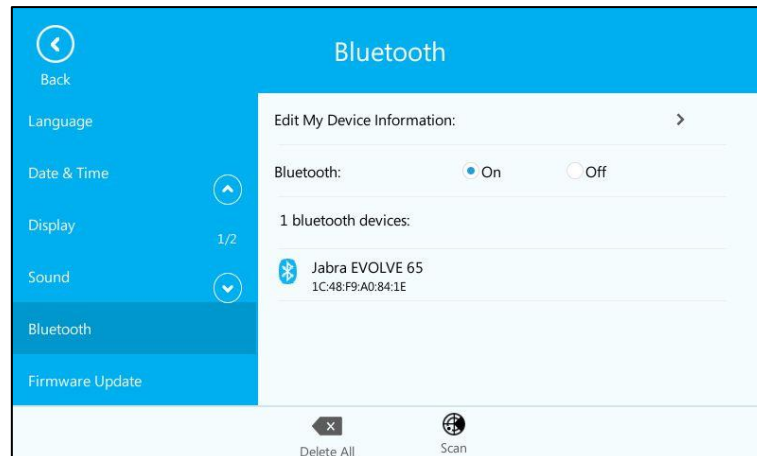 Bluetooth
Back
Language
Date & Time
Display
1/2
Sound
Bluetooth
Firmware Update
Edit My Device Information:
Bluetooth: On Off
1 bluetooth devices:
Jabra EVOLVE 65
1C:48:F9:A0:84:1E
Delete All Scan